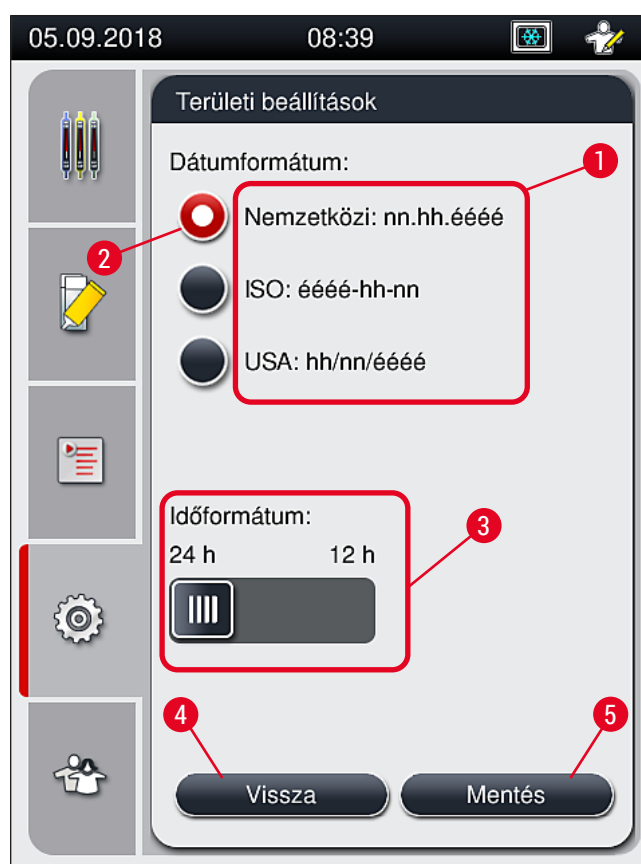 05.09.2018 08:39
Területi beállítások
Dátumformátum:
1
Nemzetközi: nn.hh.éééé
2
ISO: éééé-hh-nn
USA: hh/nn/éééé
Időformátum:
3
24 h 12 h
4 5
Vissza Mentés